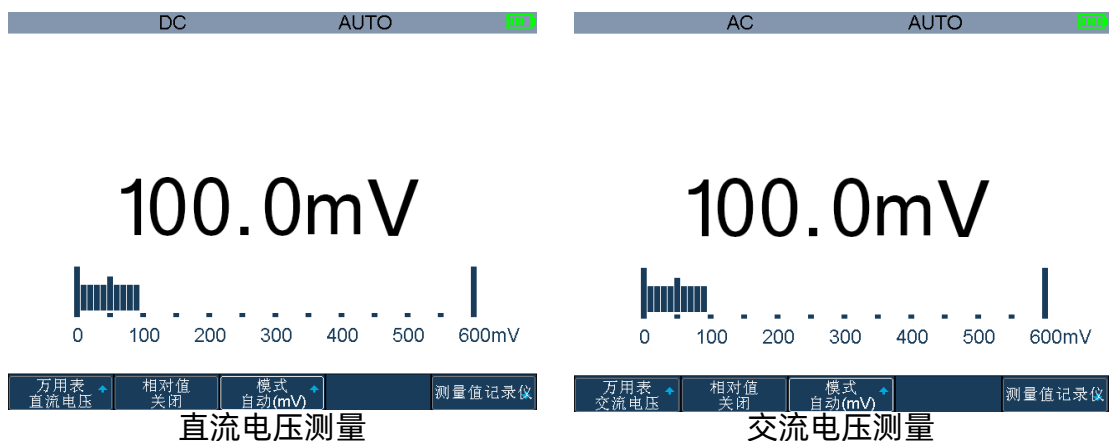 DC AUTO
100.0mV
0 100 200 300 400 500 600mV
万用表 相对值 模式 测量值记录仪
直流电压 关闭 自动(mV)
直流电压测量
AC AUTO
100.0mV
0 100 200 300 400 500 600mV
万用表 相对值 模式 测量值记录仪
交流电压 关闭 自动(mV)
交流电压测量